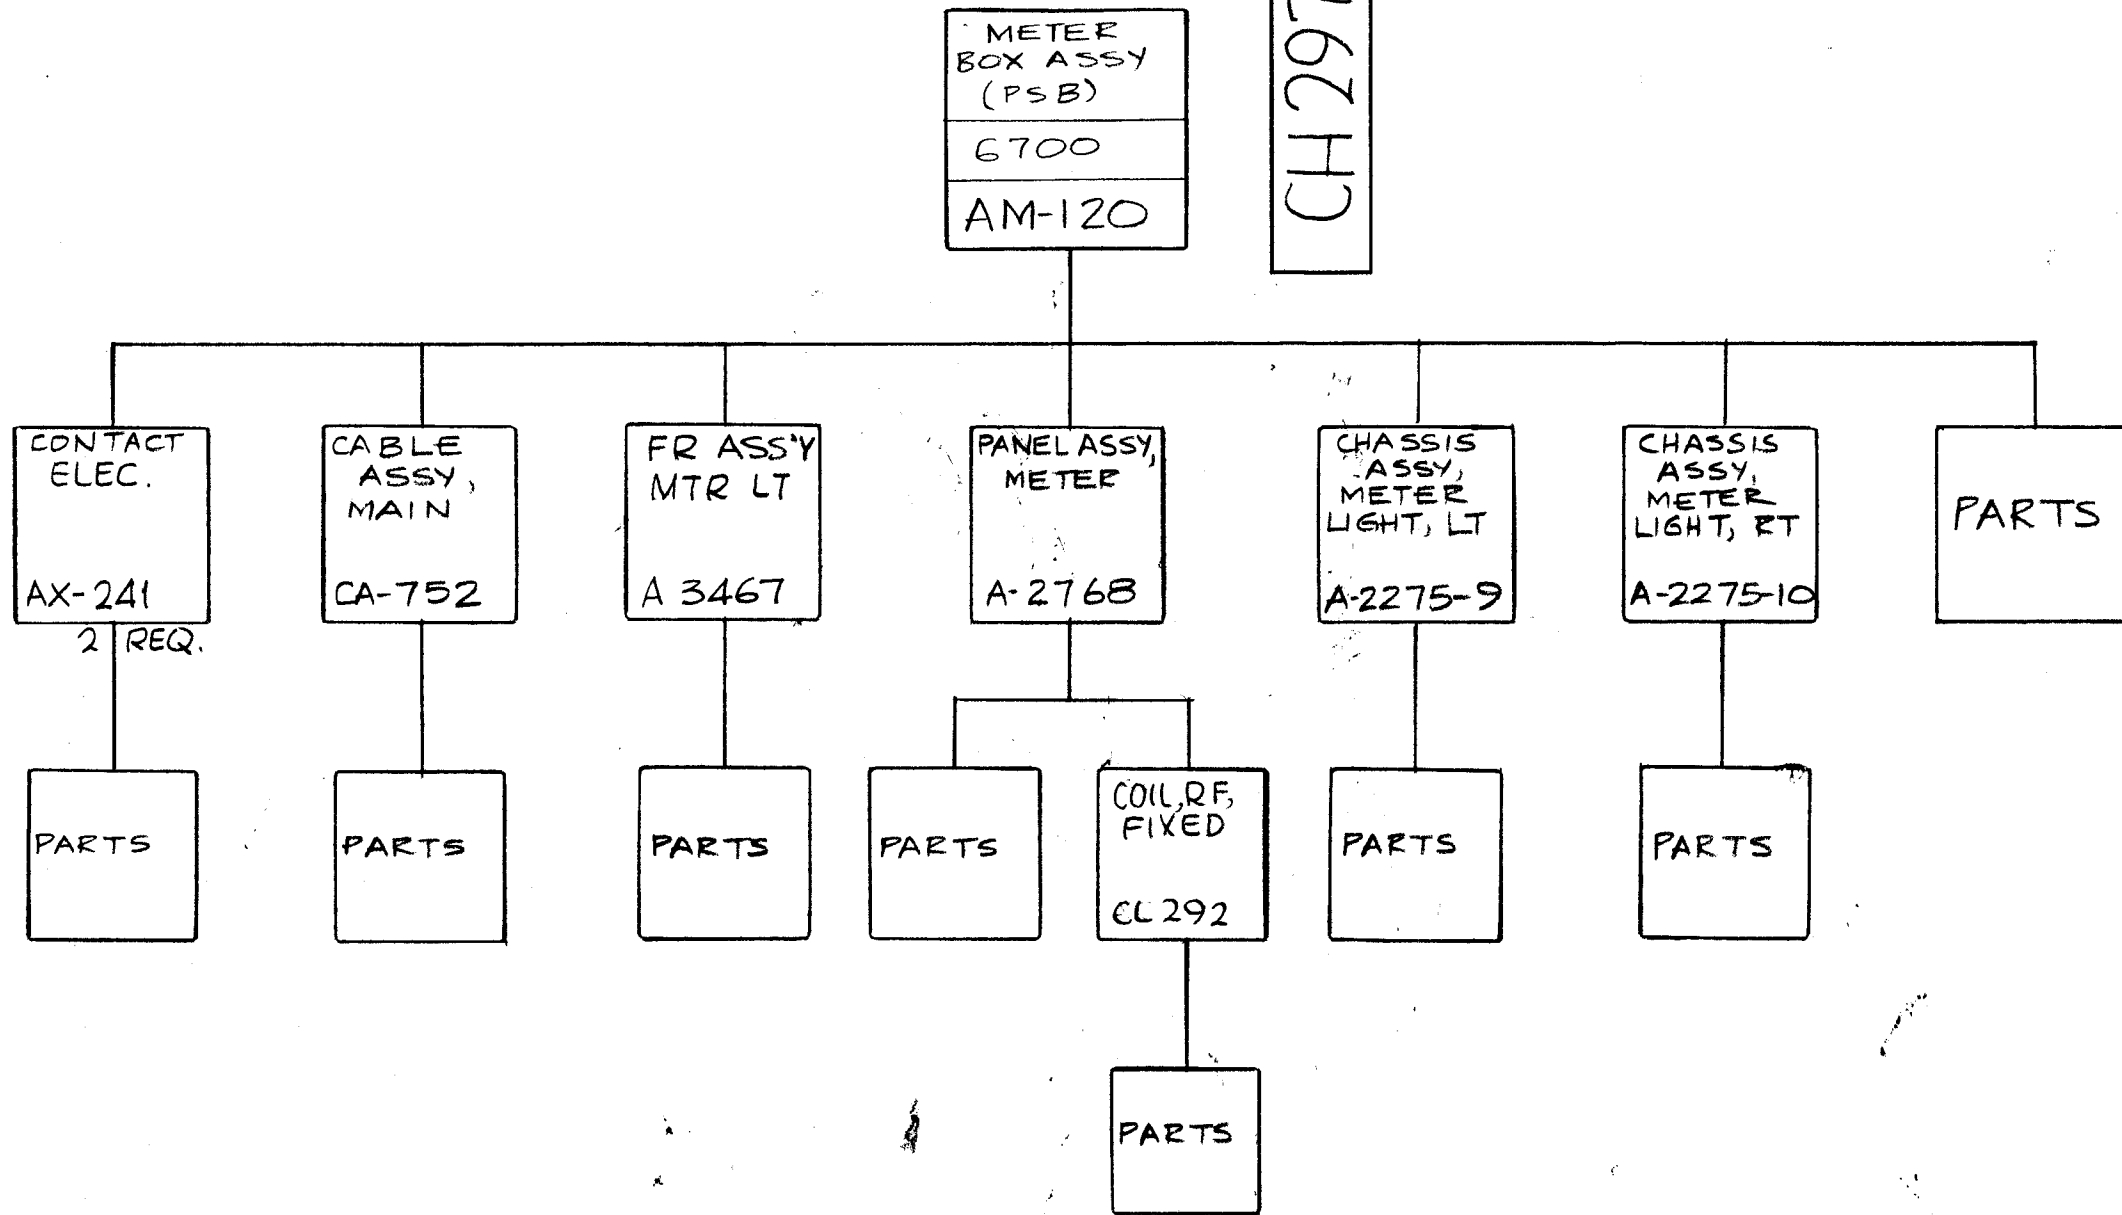 METER
BOX ASSY
(PSB)
6700
AM-120
CH297
CONTACT
ELEC.
AX-241
2 REQ.
CABLE
ASSY,
MAIN
CA-752
FR ASS'Y
MTR LT
A 3467
PANEL ASSY,
METER
A-2768
CHASSIS
ASSY,
METER
LIGHT, LT
A-2275-9
CHASSIS
ASSY,
METER
LIGHT, RT
A-2275-10
PARTS
PARTS
PARTS
PARTS
PARTS
COIL, RF,
FIXED
CL 292
PARTS
PARTS
PARTS